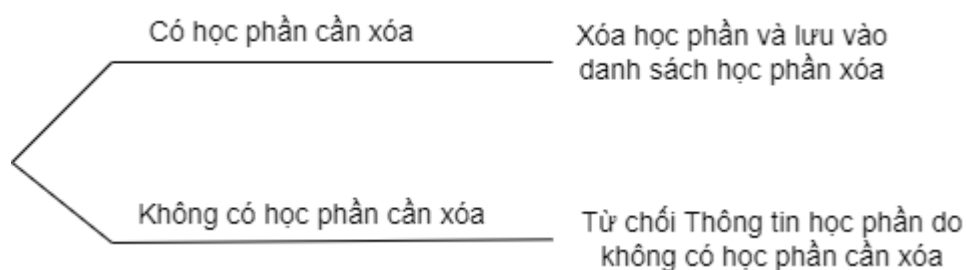 Có học phần cần xóa
Xóa học phần và lưu vào
danh sách học phần xóa
Không có học phần cần xóa
Từ chối Thông tin học phần do
không có học phần cần xóa